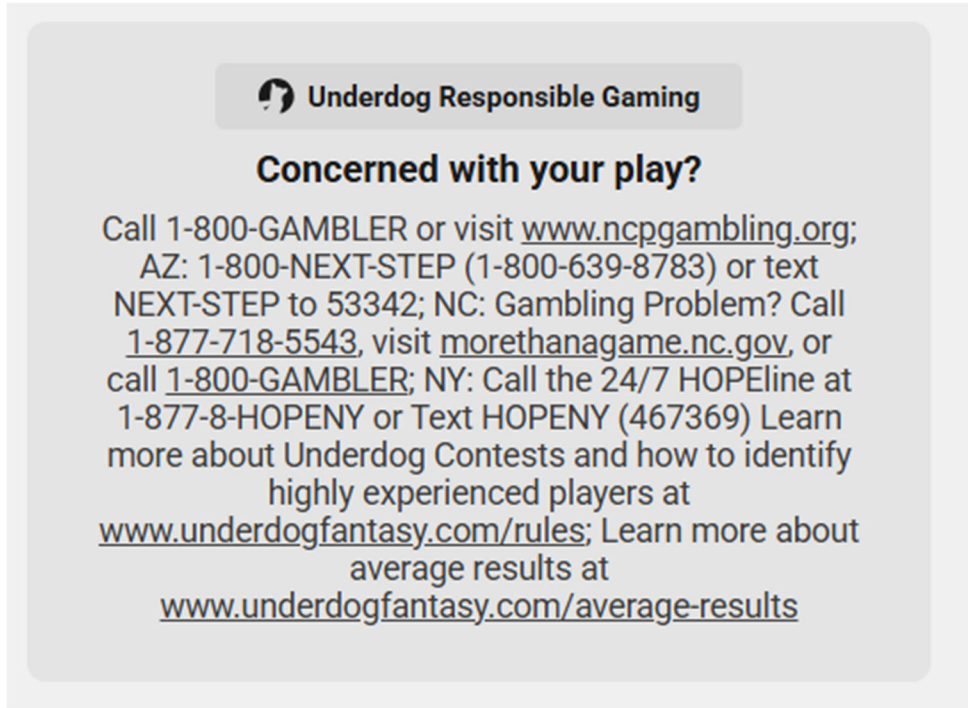 Underdog Responsible Gaming
Concerned with your play?
Call 1-800-GAMBLER or visit www.ncpgambling.org;
AZ: 1-800-NEXT-STEP (1-800-639-8783) or text
NEXT-STEP to 53342; NC: Gambling Problem? Call
1-877-718-5543, visit morethanagame.nc.gov, or
call 1-800-GAMBLER; NY: Call the 24/7 HOPEline at
1-877-8-HOPENY or Text HOPENY (467369) Learn
more about Underdog Contests and how to identify
highly experienced players at
www.underdogfantasy.com/rules; Learn more about
average results at
www.underdogfantasy.com/average-results